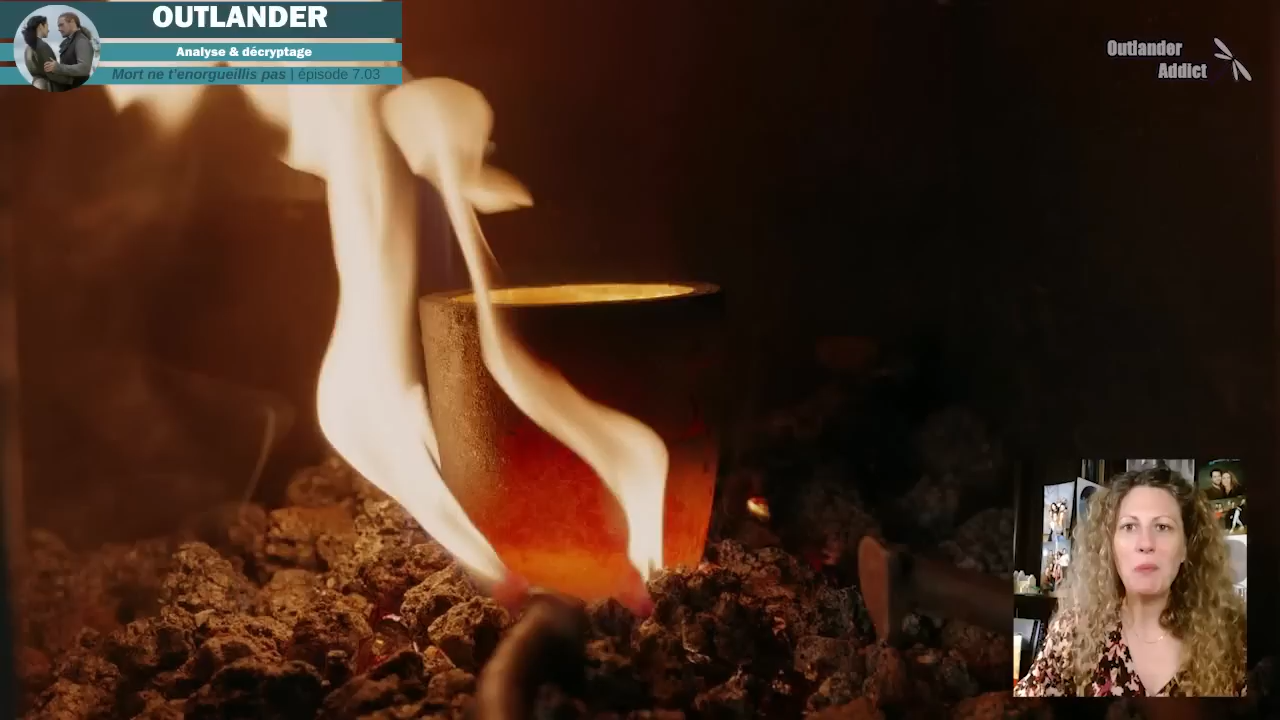 OUTLANDER
Analyse & décryptage
Mort ne t'enorgueillis pas | épisode 7.03
Outlander
Addict